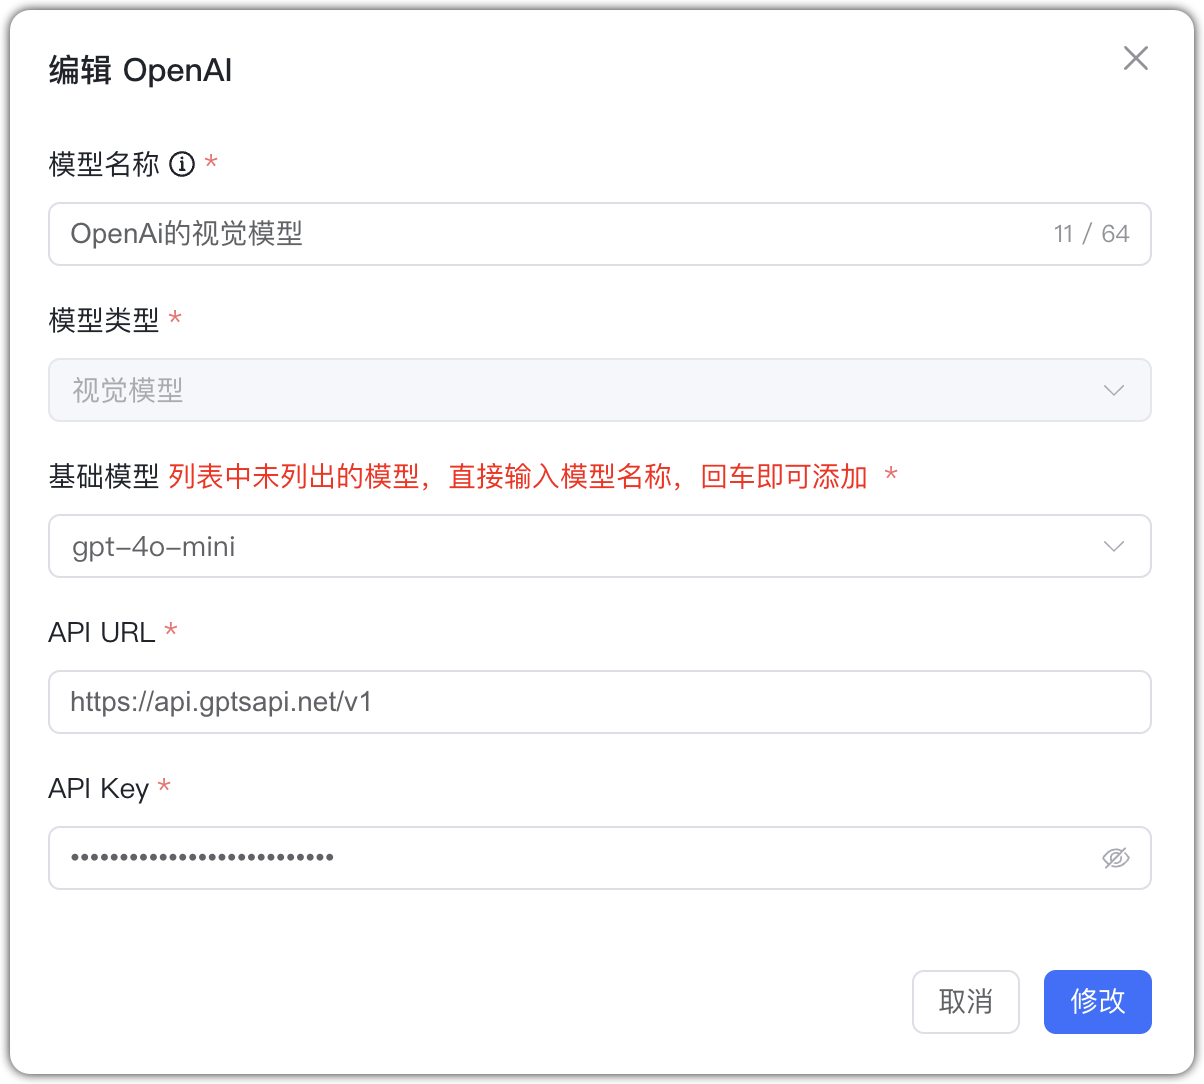 编辑 OpenAI
模型名称 *
OpenAi的视觉模型 11 / 64
模型类型 *
视觉模型
基础模型 列表中未列出的模型，直接输入模型名称，回车即可添加 *
gpt-4o-mini
API URL *
https://api.gptsapi.net/v1
API Key *
•••••••••••••••••••••••••••
取消 修改